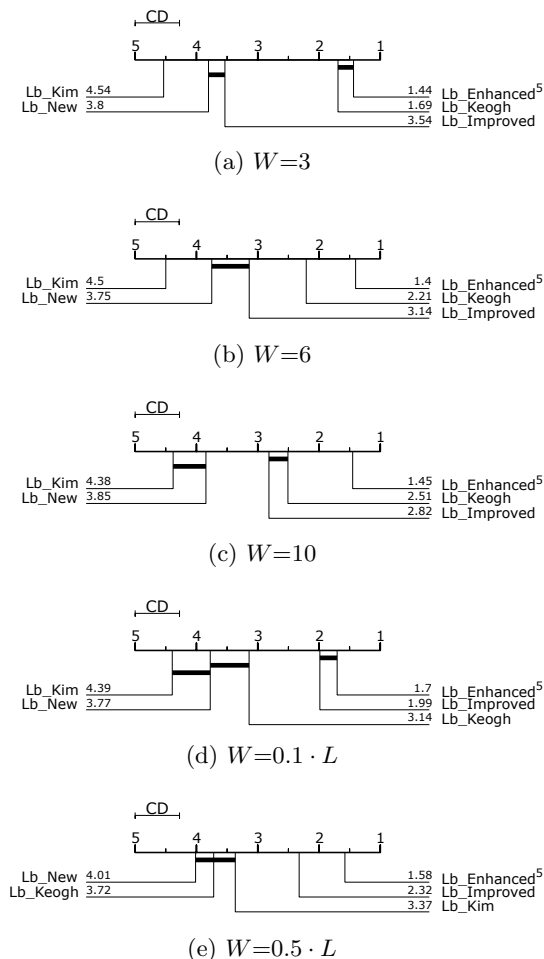 CD
5 4 3 2 1
Lb_Kim 4.54 1.44 Lb_Enhanced⁵
Lb_New 3.8 1.69 Lb_Keogh
3.54 Lb_Improved
(a) W=3
CD
5 4 3 2 1
Lb_Kim 4.5 1.4 Lb_Enhanced⁵
Lb_New 3.75 2.21 Lb_Keogh
3.14 Lb_Improved
(b) W=6
CD
5 4 3 2 1
Lb_Kim 4.38 1.45 Lb_Enhanced⁵
Lb_New 3.85 2.51 Lb_Keogh
2.82 Lb_Improved
(c) W=10
CD
5 4 3 2 1
Lb_Kim 4.39 1.7 Lb_Enhanced⁵
Lb_New 3.77 1.99 Lb_Improved
3.14 Lb_Keogh
(d) W=0.1 · L
CD
5 4 3 2 1
Lb_New 4.01 1.58 Lb_Enhanced⁵
Lb_Keogh 3.72 2.32 Lb_Improved
3.37 Lb_Kim
(e) W=0.5 · L